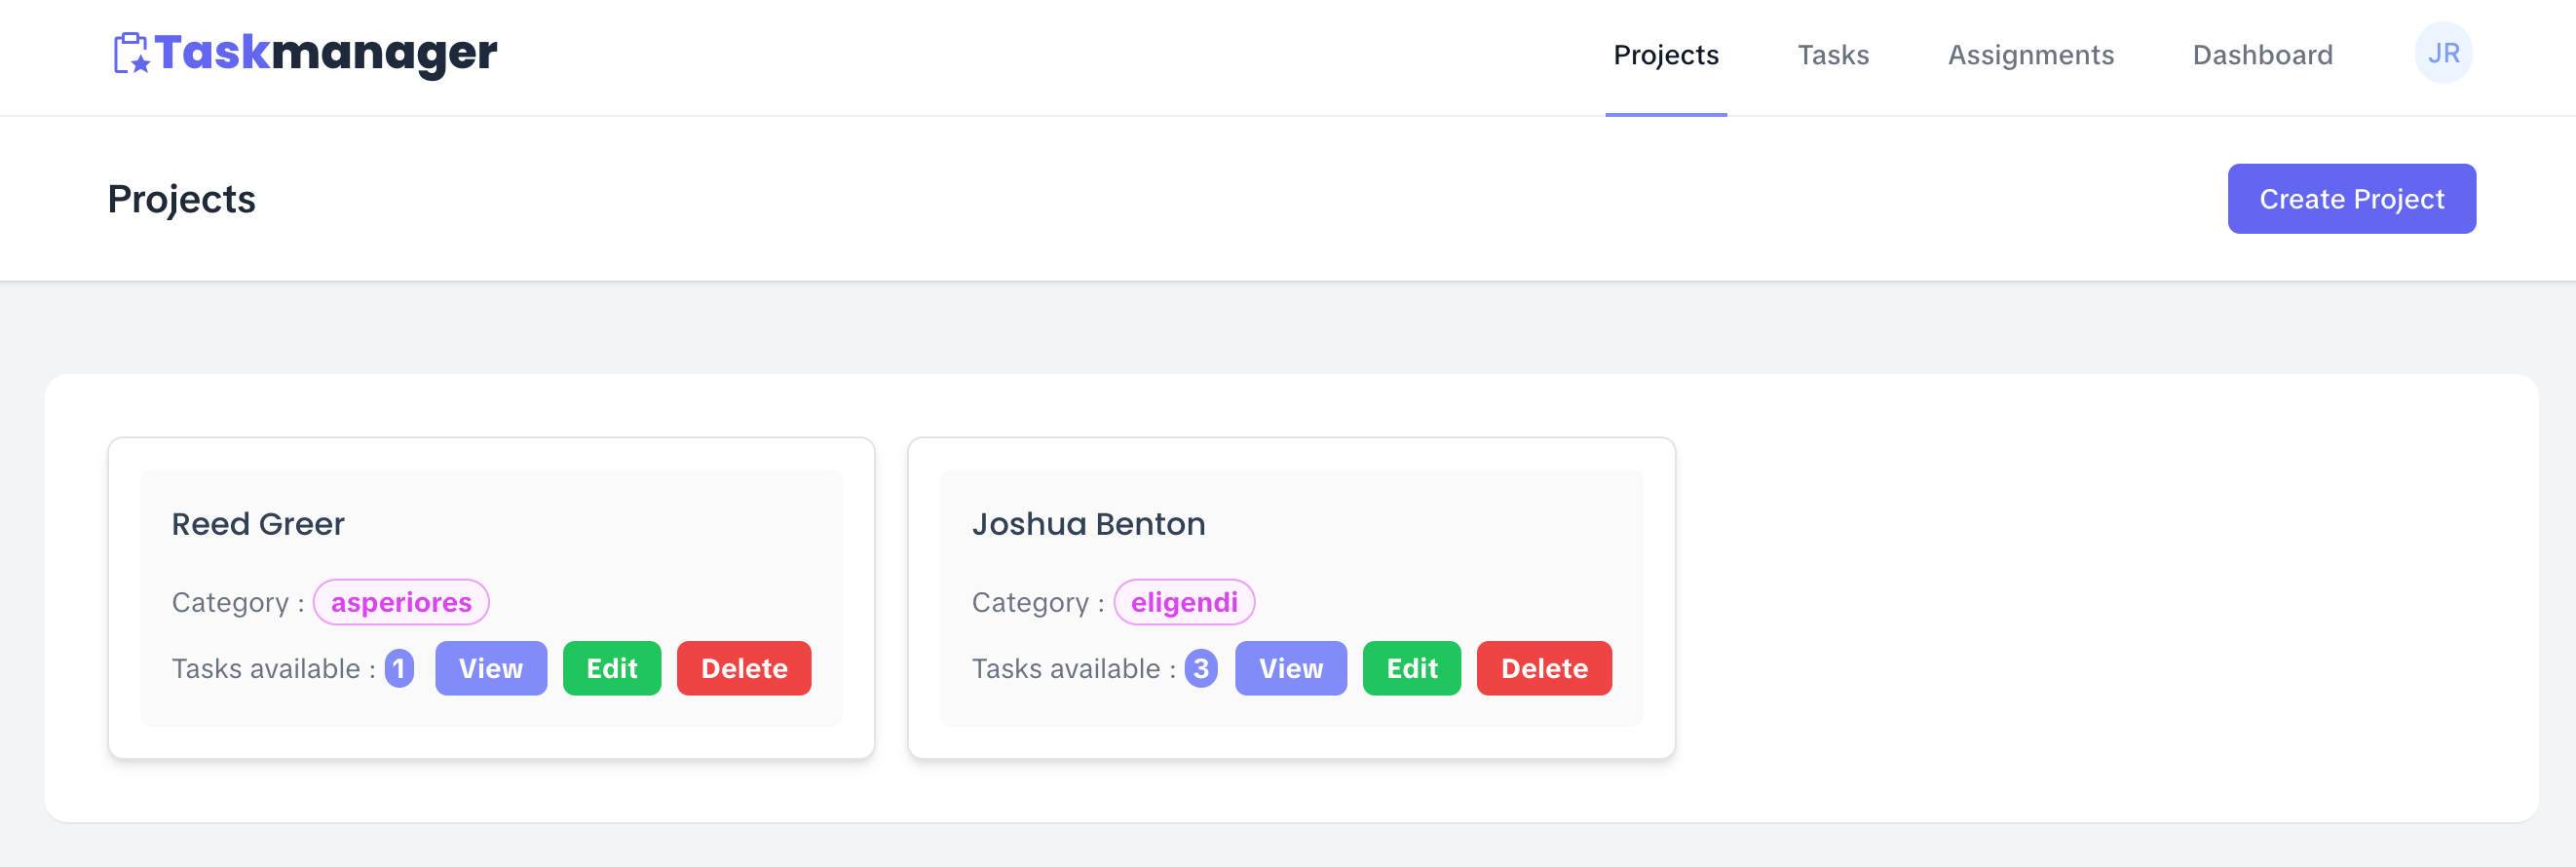 Taskmanager Projects Tasks Assignments Dashboard JR
Projects Create Project
Reed Greer
Category : asperiores
Tasks available : 1 View Edit Delete
Joshua Benton
Category : eligendi
Tasks available : 3 View Edit Delete